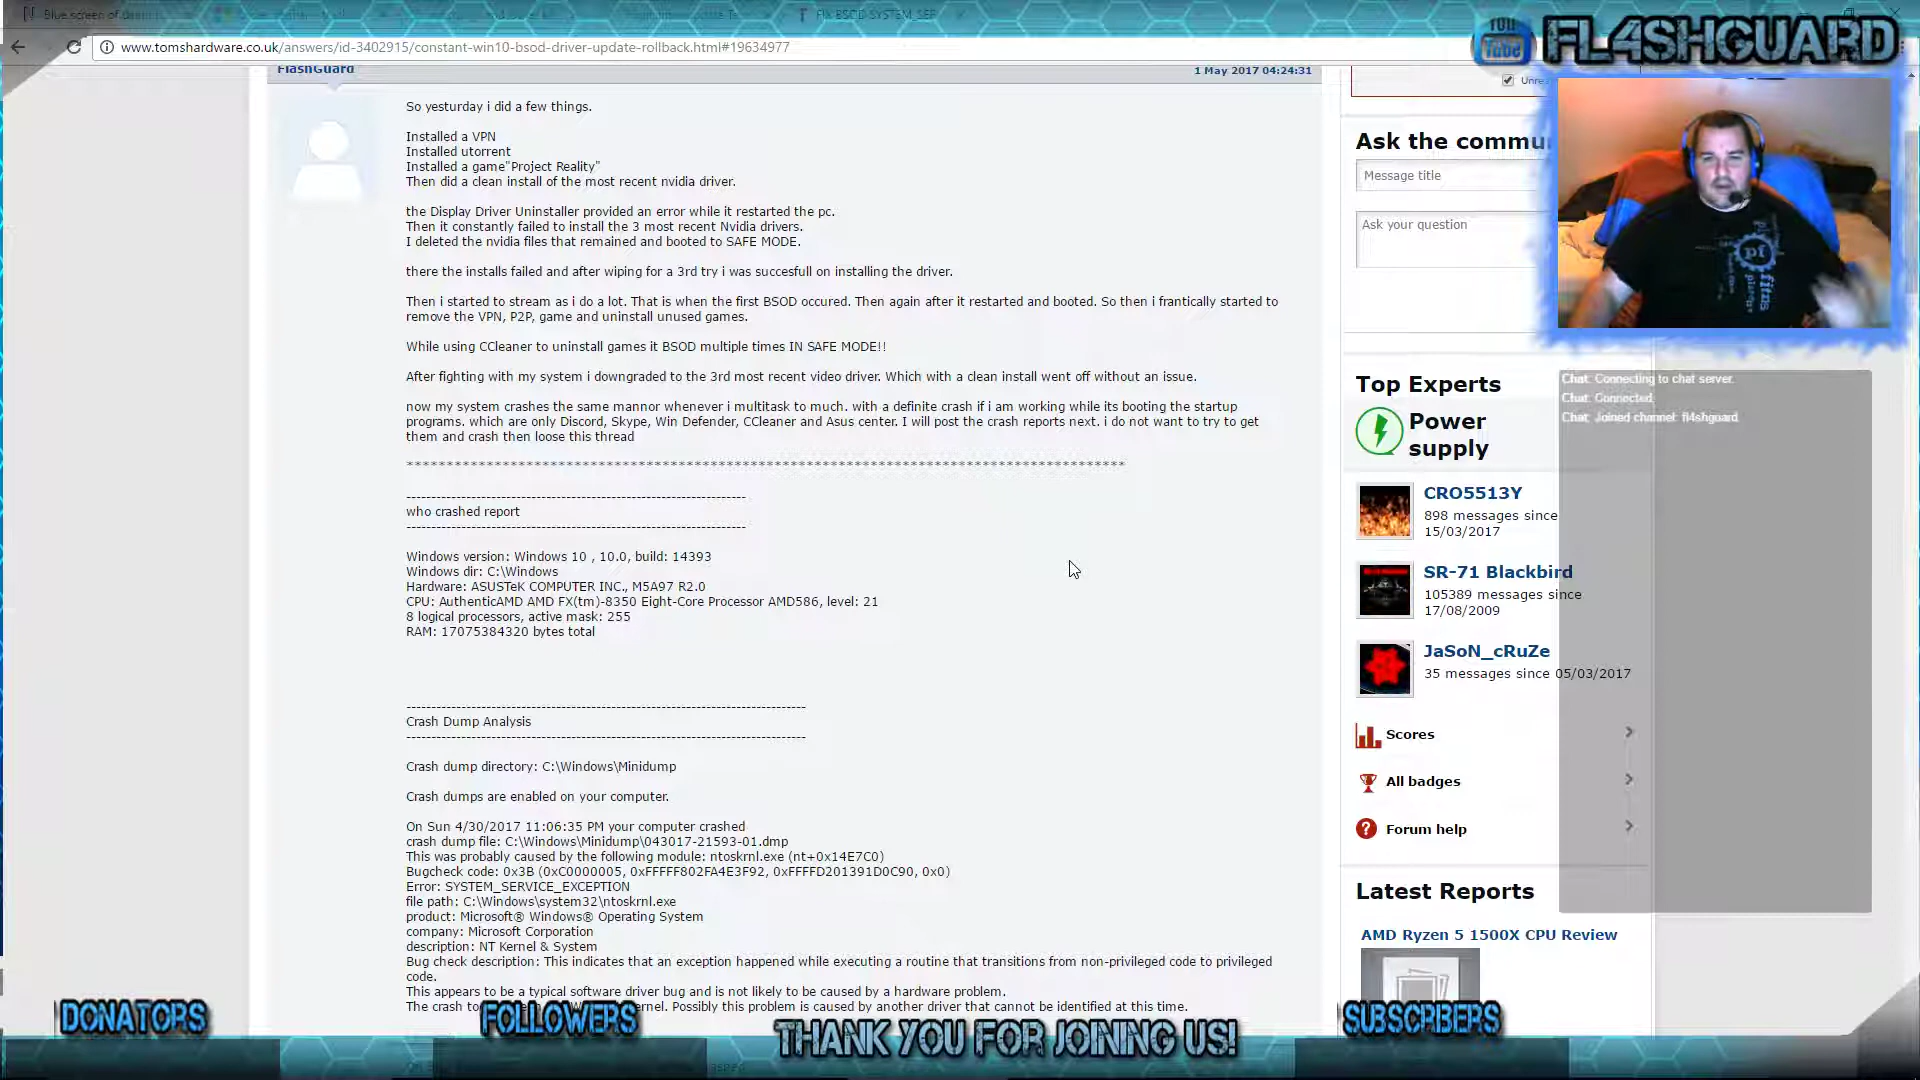 Blue screen of death
FIX BSOD SYSTEM_SER
www.tomshardware.co.uk/answers/id-3402915/constant-win10-bsod-driver-update-rollback.html#19634977
YOU
Tube
FL4SHGUARD
FlashGuard
1 May 2017 04:24:31
So yesturday i did a few things.
Installed a VPN
Installed utorrent
Installed a game"Project Reality"
Then did a clean install of the most recent nvidia driver.
the Display Driver Uninstaller provided an error while it restarted the pc.
Then it constantly failed to install the 3 most recent Nvidia drivers.
I deleted the nvidia files that remained and booted to SAFE MODE.
there the installs failed and after wiping for a 3rd try i was succesfull on installing the driver.
Then i started to stream as i do a lot. That is when the first BSOD occured. Then again after it restarted and booted. So then i frantically started to
remove the VPN, P2P, game and uninstall unused games.
While using CCleaner to uninstall games it BSOD multiple times IN SAFE MODE!!
After fighting with my system i downgraded to the 3rd most recent video driver. Which with a clean install went off without an issue.
now my system crashes the same mannor whenever i multitask to much. with a definite crash if i am working while its booting the startup
programs. which are only Discord, Skype, Win Defender, CCleaner and Asus center. I will post the crash reports next. i do not want to try to get
them and crash then loose this thread
who crashed report
Windows version: Windows 10 , 10.0, build: 14393
Windows dir: C:\Windows
Hardware: ASUSTeK COMPUTER INC., M5A97 R2.0
CPU: AuthenticAMD AMD FX(tm)-8350 Eight-Core Processor AMD586, level: 21
8 logical processors, active mask: 255
RAM: 17075384320 bytes total
Crash Dump Analysis
Crash dump directory: C:\Windows\Minidump
Crash dumps are enabled on your computer.
On Sun 4/30/2017 11:06:35 PM your computer crashed
crash dump file: C:\Windows\Minidump\043017-21593-01.dmp
This was probably caused by the following module: ntoskrnl.exe (nt+0x14E7C0)
Bugcheck code: 0x3B (0xC0000005, 0xFFFFF802FA4E3F92, 0xFFFFD201391D0C90, 0x0)
Error: SYSTEM_SERVICE_EXCEPTION
file path: C:\Windows\system32\ntoskrnl.exe
product: Microsoft® Windows® Operating System
company: Microsoft Corporation
description: NT Kernel & System
Bug check description: This indicates that an exception happened while executing a routine that transitions from non-privileged code to privileged
code.
This appears to be a typical software driver bug and is not likely to be caused by a hardware problem.
The crash to ernel. Possibly this problem is caused by another driver that cannot be identified at this time.
Ask the commu
Message title
Ask your question
Top Experts
Power
supply
CRO5513Y
898 messages since
15/03/2017
SR-71 Blackbird
105389 messages since
17/08/2009
JaSoN_cRuZe
35 messages since 05/03/2017
Scores
All badges
Forum help
Latest Reports
AMD Ryzen 5 1500X CPU Review
Chat: Connecting to chat server.
Chat: Connected
Chat: Joined channel: fl4shguard
DONATORS
FOLLOWERS
THANK YOU FOR JOINING US!
SUBSCRIBERS